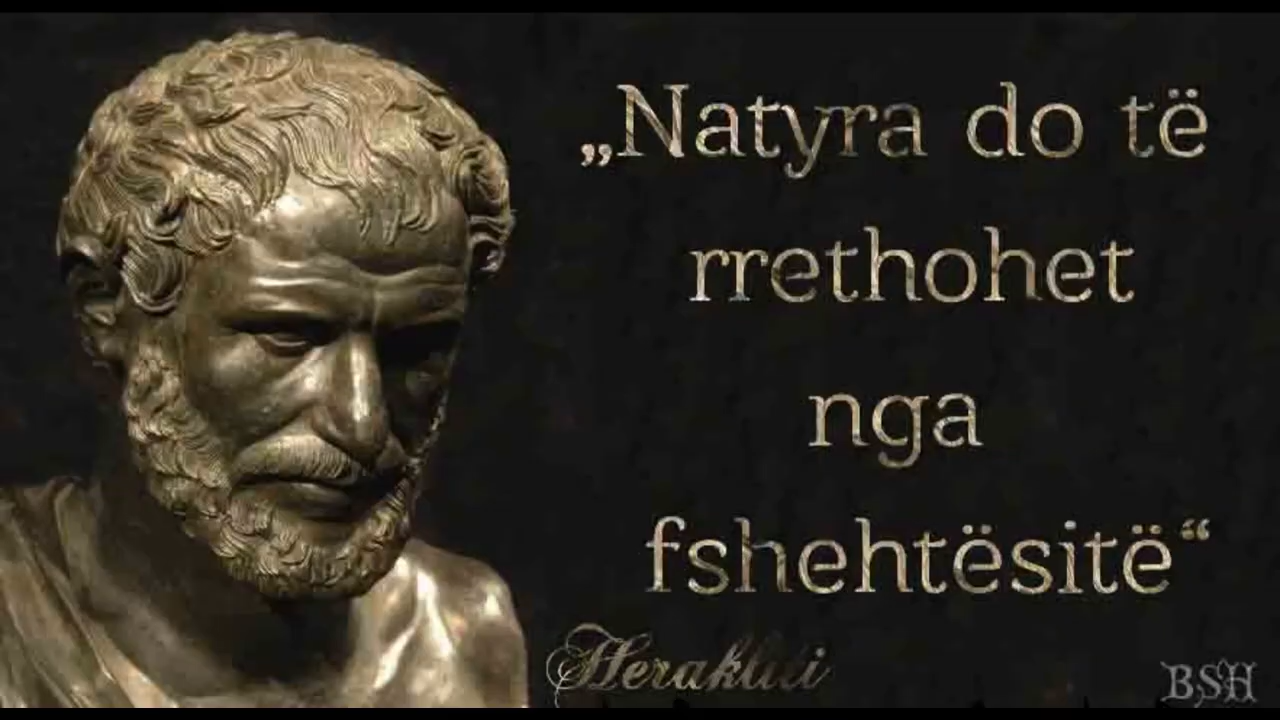 „Natyra do të
rrethohet
nga
fshehtësitë“
Herakliti
BSH